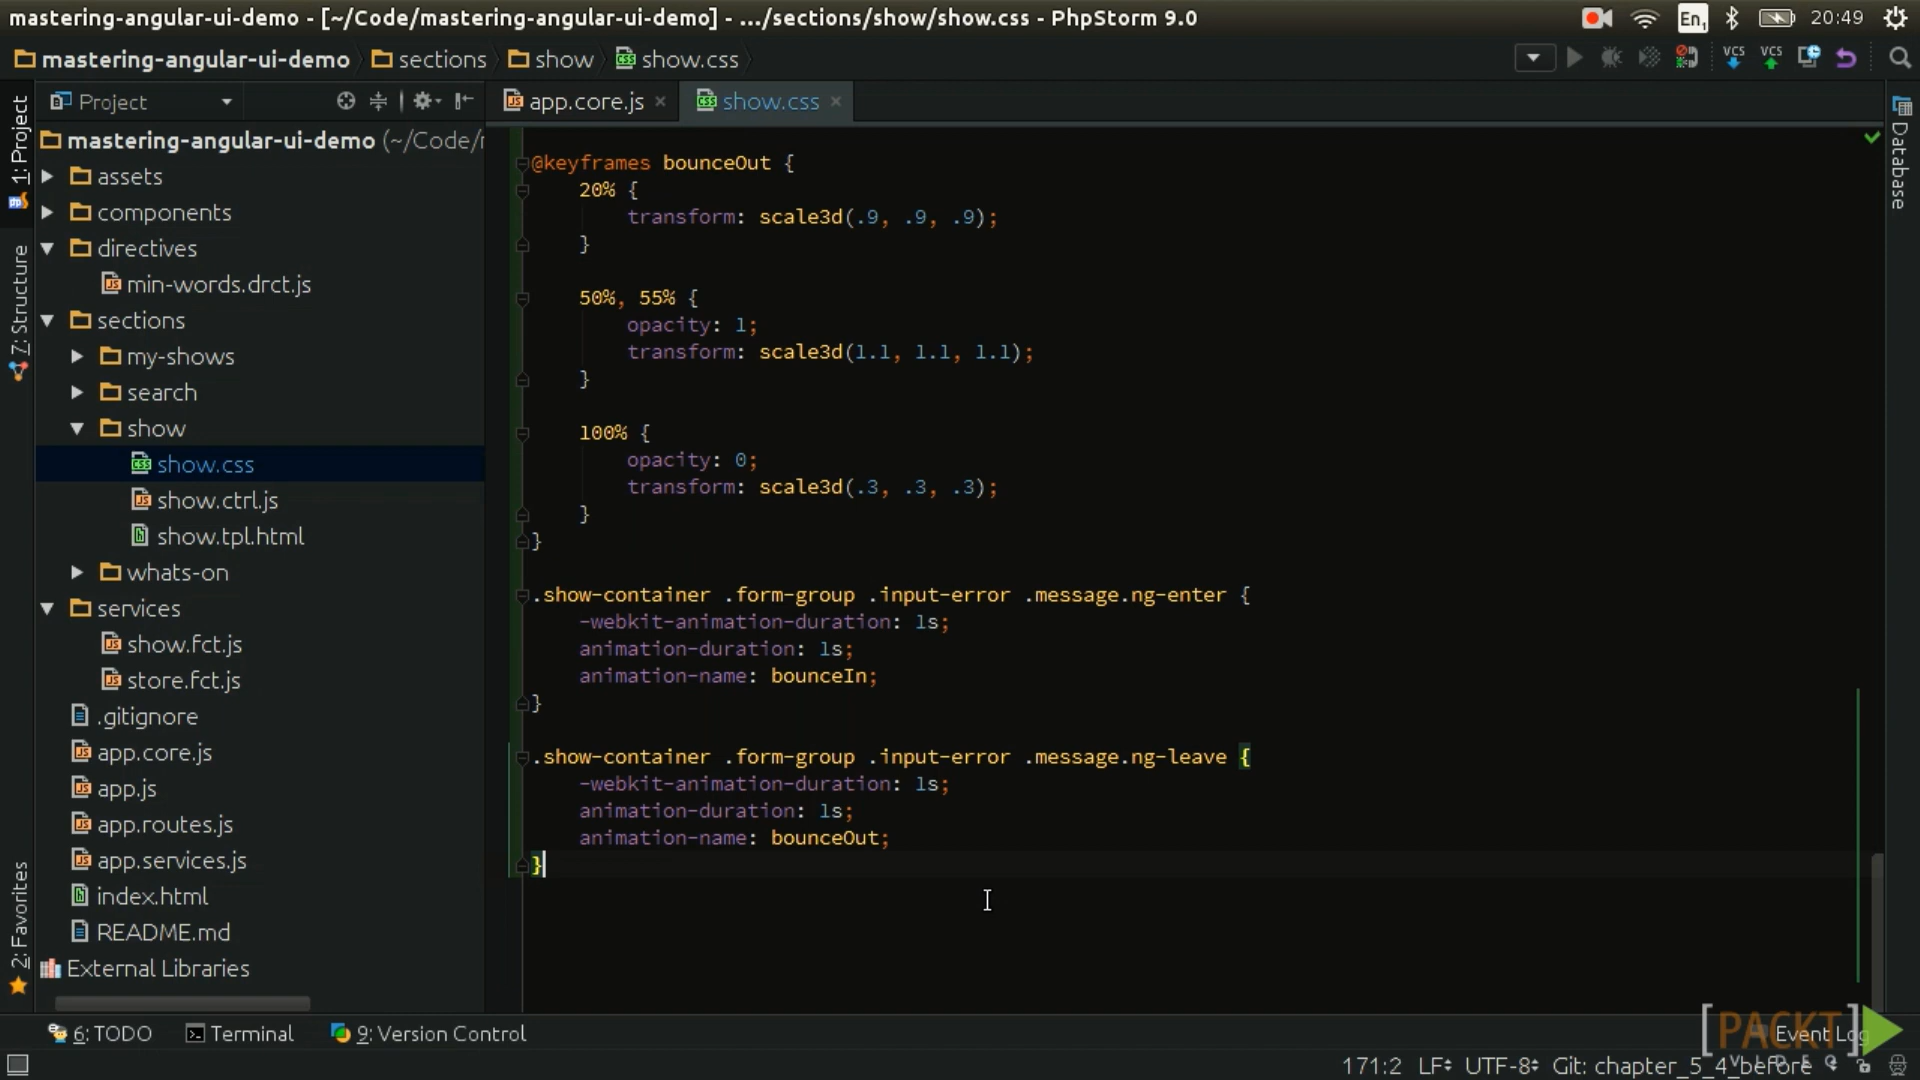 mastering-angular-ui-demo - [~/Code/mastering-angular-ui-demo] - .../sections/show/show.css - PhpStorm 9.0
En1
20:49
mastering-angular-ui-demo
sections
show
show.css
VCS
VCS
1: Project
7: Structure
2: Favorites
Project
mastering-angular-ui-demo (~/Code/
assets
components
directives
min-words.drct.js
sections
my-shows
search
show
show.css
show.ctrl.js
show.tpl.html
whats-on
services
show.fct.js
store.fct.js
.gitignore
app.core.js
app.js
app.routes.js
app.services.js
index.html
README.md
External Libraries
app.core.js
show.css
@keyframes bounceOut {
20% {
transform: scale3d(.9, .9, .9);
}
50%, 55% {
opacity: 1;
transform: scale3d(1.1, 1.1, 1.1);
}
100% {
opacity: 0;
transform: scale3d(.3, .3, .3);
}
}
.show-container .form-group .input-error .message.ng-enter {
-webkit-animation-duration: 1s;
animation-duration: 1s;
animation-name: bounceIn;
}
.show-container .form-group .input-error .message.ng-leave {
-webkit-animation-duration: 1s;
animation-duration: 1s;
animation-name: bounceOut;
}
Database
6: TODO
Terminal
9: Version Control
Event Log
[PACKT]
VIDEO
171:2
LF
UTF-8
Git: chapter_5_4_before